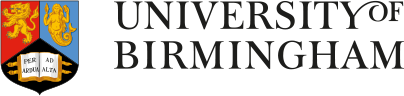 PER AD
ARDUA ALTA
UNIVERSITY OF
BIRMINGHAM